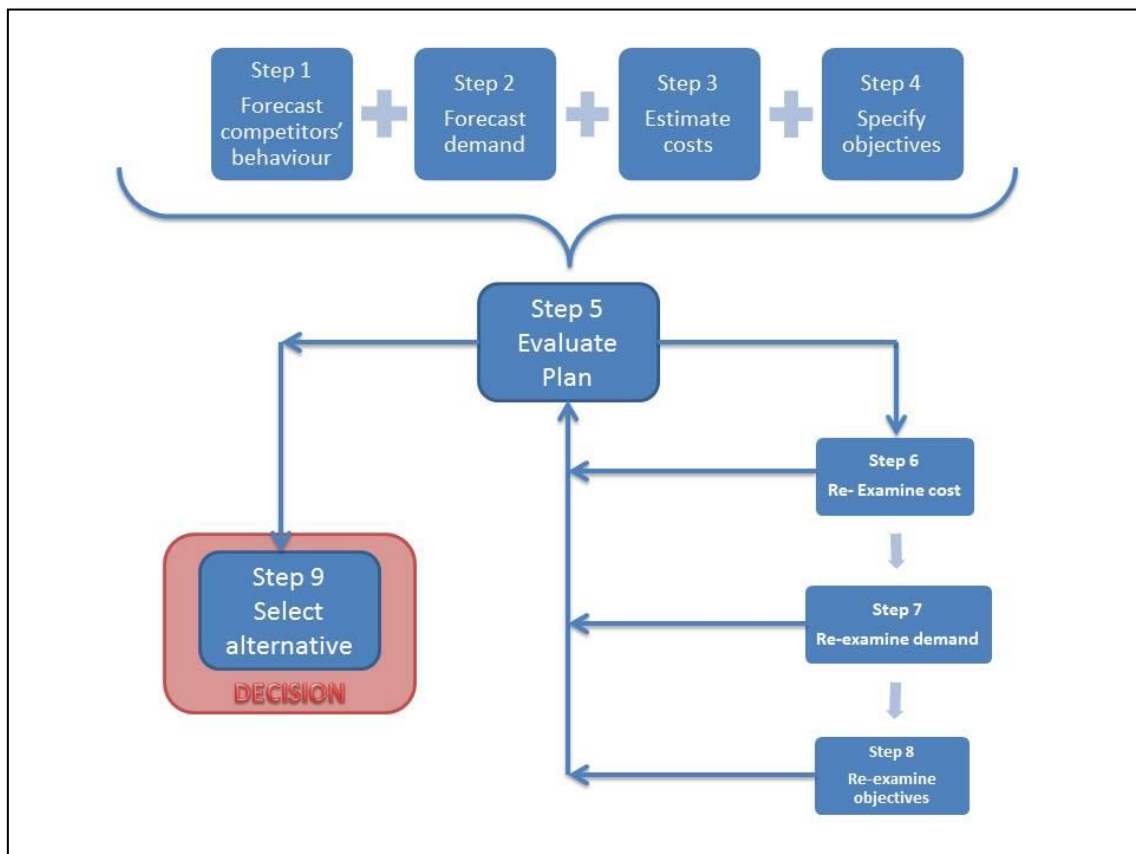 Step 1
Forecast
competitors'
behaviour
Step 2
Forecast
demand
Step 3
Estimate
costs
Step 4
Specify
objectives
Step 5
Evaluate
Plan
Step 6
Re- Examine cost
Step 7
Re-examine demand
Step 8
Re-examine
objectives
Step 9
Select
alternative
DECISION